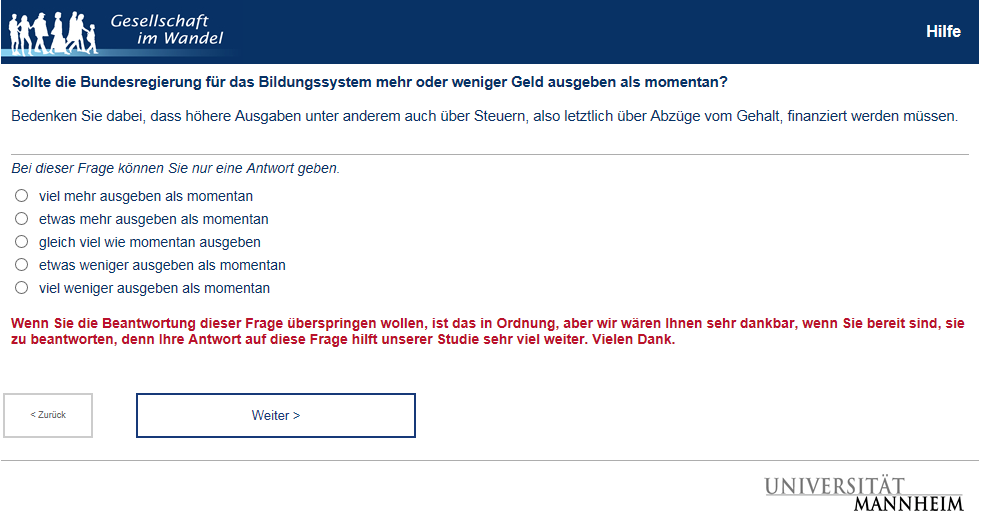 Gesellschaft
im Wandel
Hilfe
Sollte die Bundesregierung für das Bildungssystem mehr oder weniger Geld ausgeben als momentan?
Bedenken Sie dabei, dass höhere Ausgaben unter anderem auch über Steuern, also letztlich über Abzüge vom Gehalt, finanziert werden müssen.
Bei dieser Frage können Sie nur eine Antwort geben.
viel mehr ausgeben als momentan
etwas mehr ausgeben als momentan
gleich viel wie momentan ausgeben
etwas weniger ausgeben als momentan
viel weniger ausgeben als momentan
Wenn Sie die Beantwortung dieser Frage überspringen wollen, ist das in Ordnung, aber wir wären Ihnen sehr dankbar, wenn Sie bereit sind, sie
zu beantworten, denn Ihre Antwort auf diese Frage hilft unserer Studie sehr viel weiter. Vielen Dank.
< Zurück
Weiter >
UNIVERSITÄT
MANNHEIM